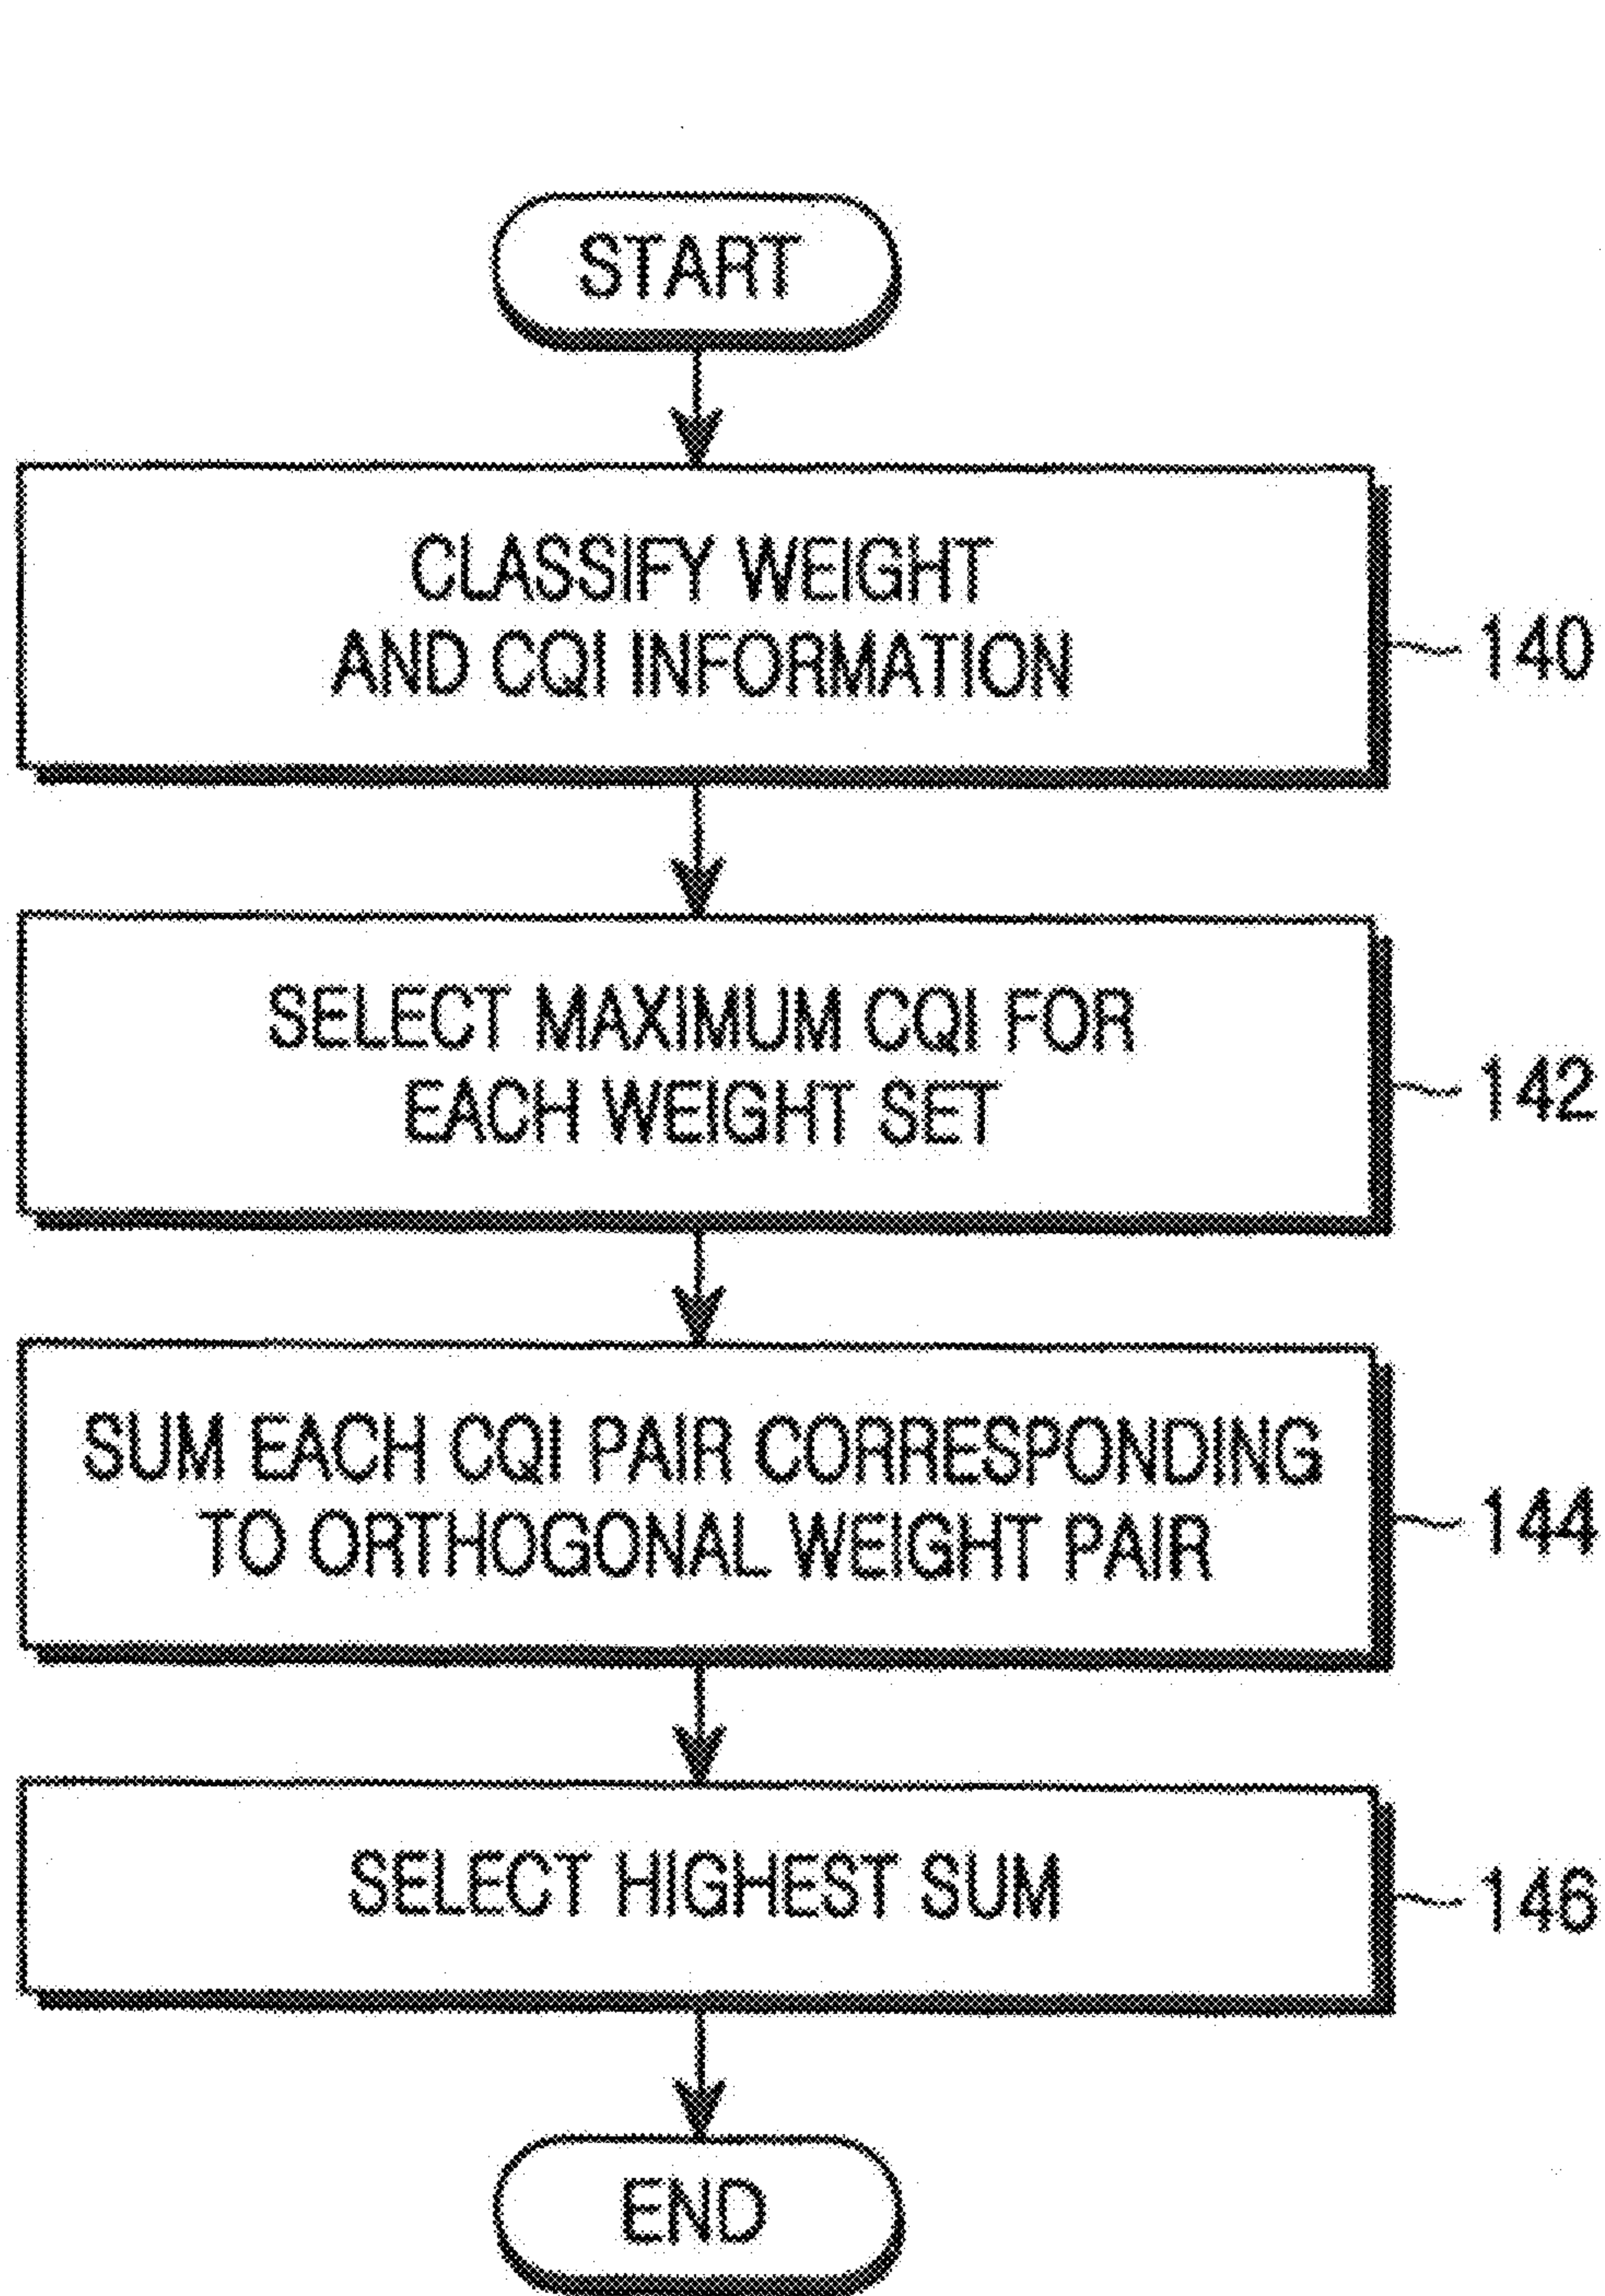 START
CLASSIFY WEIGHT
AND CQI INFORMATION
140
SELECT MAXIMUM CQI FOR
EACH WEIGHT SET
142
SUM EACH CQI PAIR CORRESPONDING
TO ORTHOGONAL WEIGHT PAIR
144
SELECT HIGHEST SUM
146
END